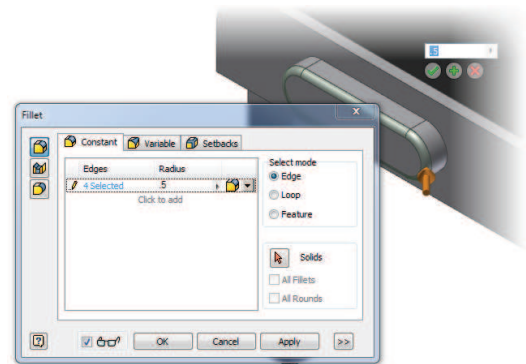 .5
Fillet
Constant Variable Setbacks
Edges Radius
4 Selected .5
Click to add
Select mode
Edge
Loop
Feature
Solids
All Fillets
All Rounds
OK Cancel Apply >>